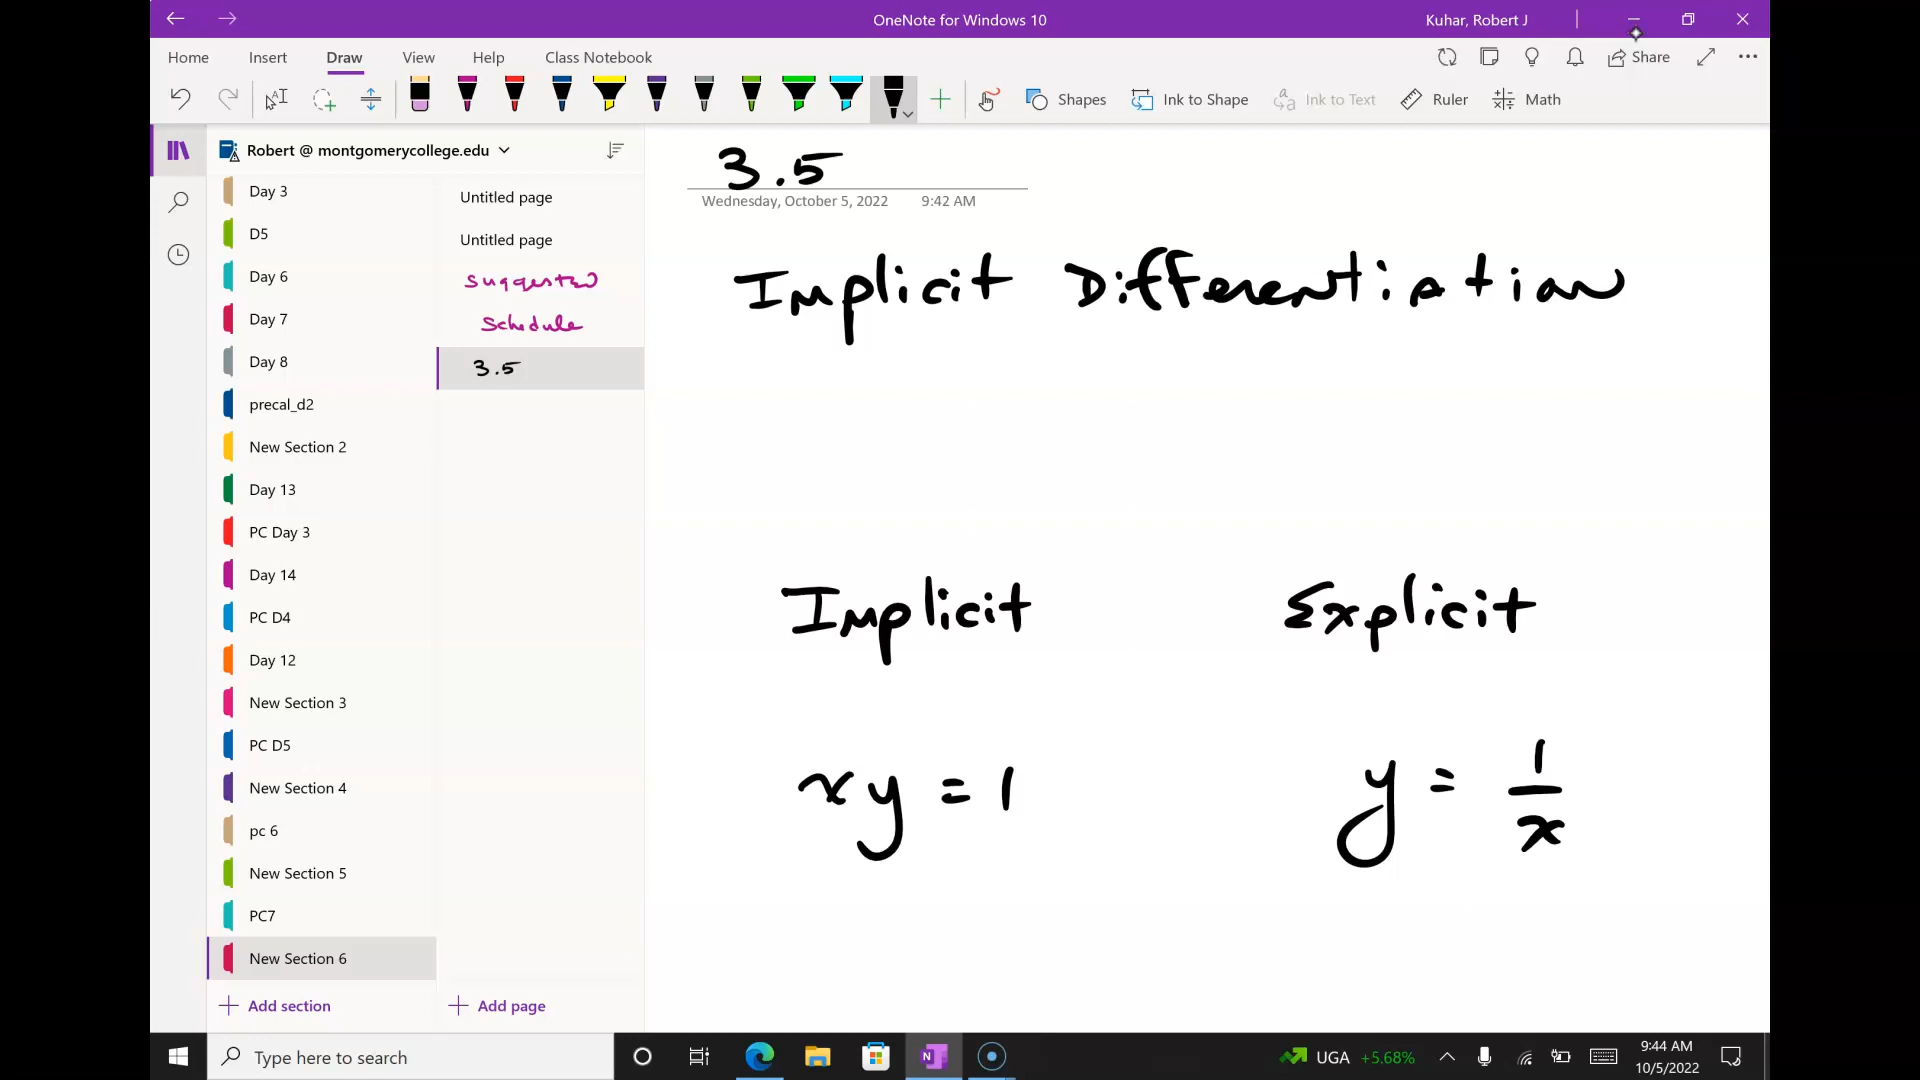 OneNote for Windows 10
Kuhar, Robert J
Home Insert Draw View Help Class Notebook
Share
Shapes Ink to Shape Ink to Text Ruler Math
Robert @ montgomerycollege.edu
Day 3
D5
Day 6
Day 7
Day 8
precal_d2
New Section 2
Day 13
PC Day 3
Day 14
PC D4
Day 12
New Section 3
PC D5
New Section 4
pc 6
New Section 5
PC7
New Section 6
Add section
Untitled page
Untitled page
suggested
schedule
3.5
Add page
3.5
Wednesday, October 5, 2022 9:42 AM
Implicit Differentiation
Implicit Explicit
xy = 1 y = 1/x
Type here to search
UGA +5.68%
9:44 AM
10/5/2022